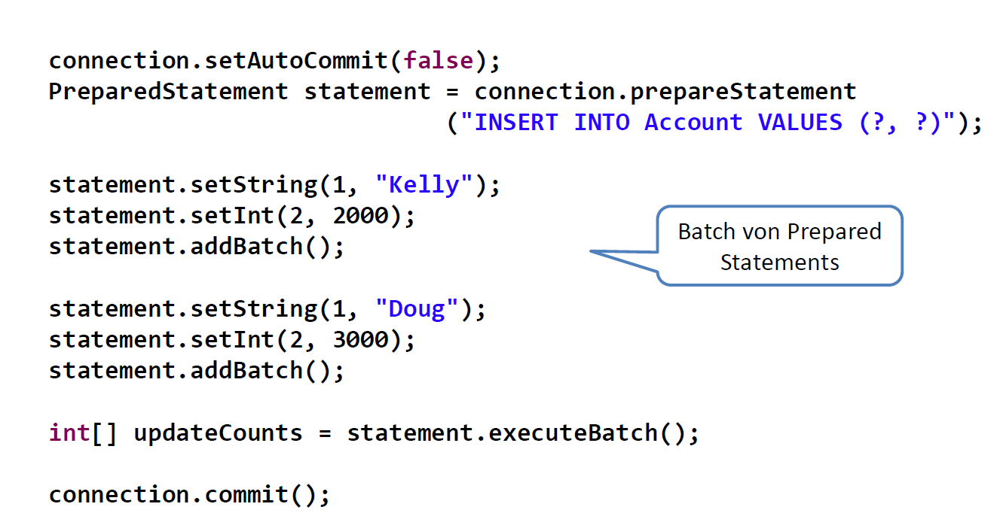 connection.setAutoCommit(false);
PreparedStatement statement = connection.prepareStatement
("INSERT INTO Account VALUES (?, ?)");
statement.setString(1, "Kelly");
statement.setInt(2, 2000);
statement.addBatch();
Batch von Prepared
Statements
statement.setString(1, "Doug");
statement.setInt(2, 3000);
statement.addBatch();
int[] updateCounts = statement.executeBatch();
connection.commit();